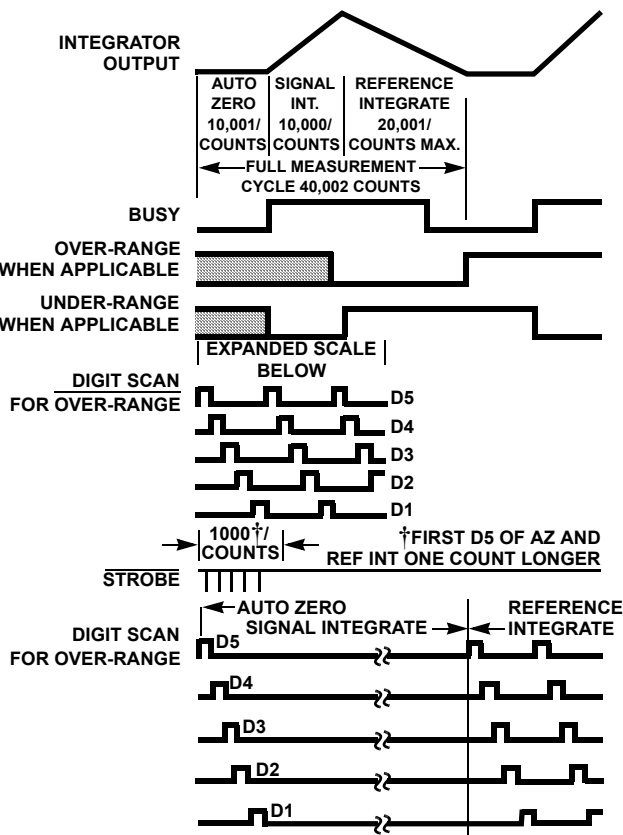 INTEGRATOR
OUTPUT
AUTO
ZERO
10,001/
COUNTS
SIGNAL
INT.
10,000/
COUNTS
REFERENCE
INTEGRATE
20,001/
COUNTS MAX.
FULL MEASUREMENT
CYCLE 40,002 COUNTS
BUSY
OVER-RANGE
WHEN APPLICABLE
UNDER-RANGE
WHEN APPLICABLE
EXPANDED SCALE
BELOW
DIGIT SCAN
FOR OVER-RANGE
D5
D4
D3
D2
D1
1000†/
COUNTS
†FIRST D5 OF AZ AND
REF INT ONE COUNT LONGER
STROBE
AUTO ZERO
SIGNAL INTEGRATE
REFERENCE
INTEGRATE
DIGIT SCAN
FOR OVER-RANGE
D5
D4
D3
D2
D1